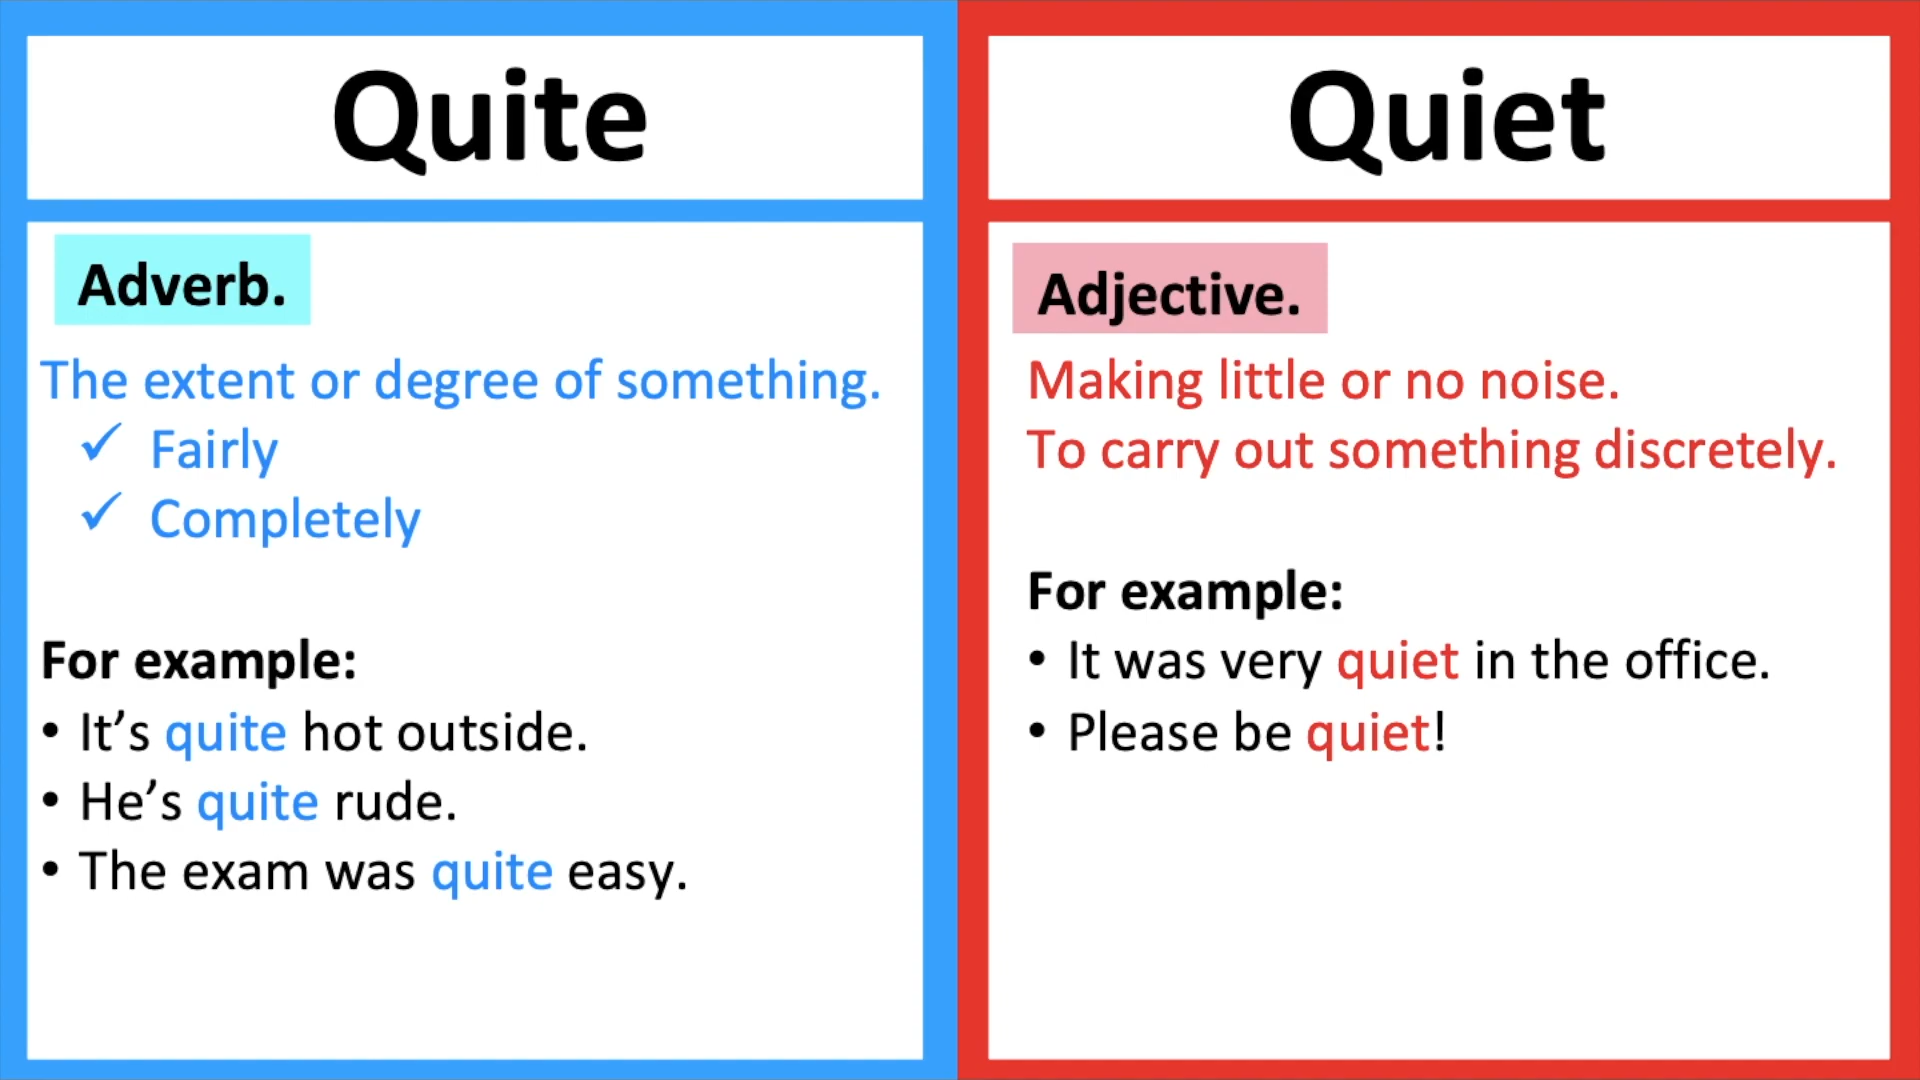 Quite
Adverb.
The extent or degree of something.
✓ Fairly
✓ Completely
For example:
• It’s quite hot outside.
• He’s quite rude.
• The exam was quite easy.
Quiet
Adjective.
Making little or no noise.
To carry out something discretely.
For example:
• It was very quiet in the office.
• Please be quiet!